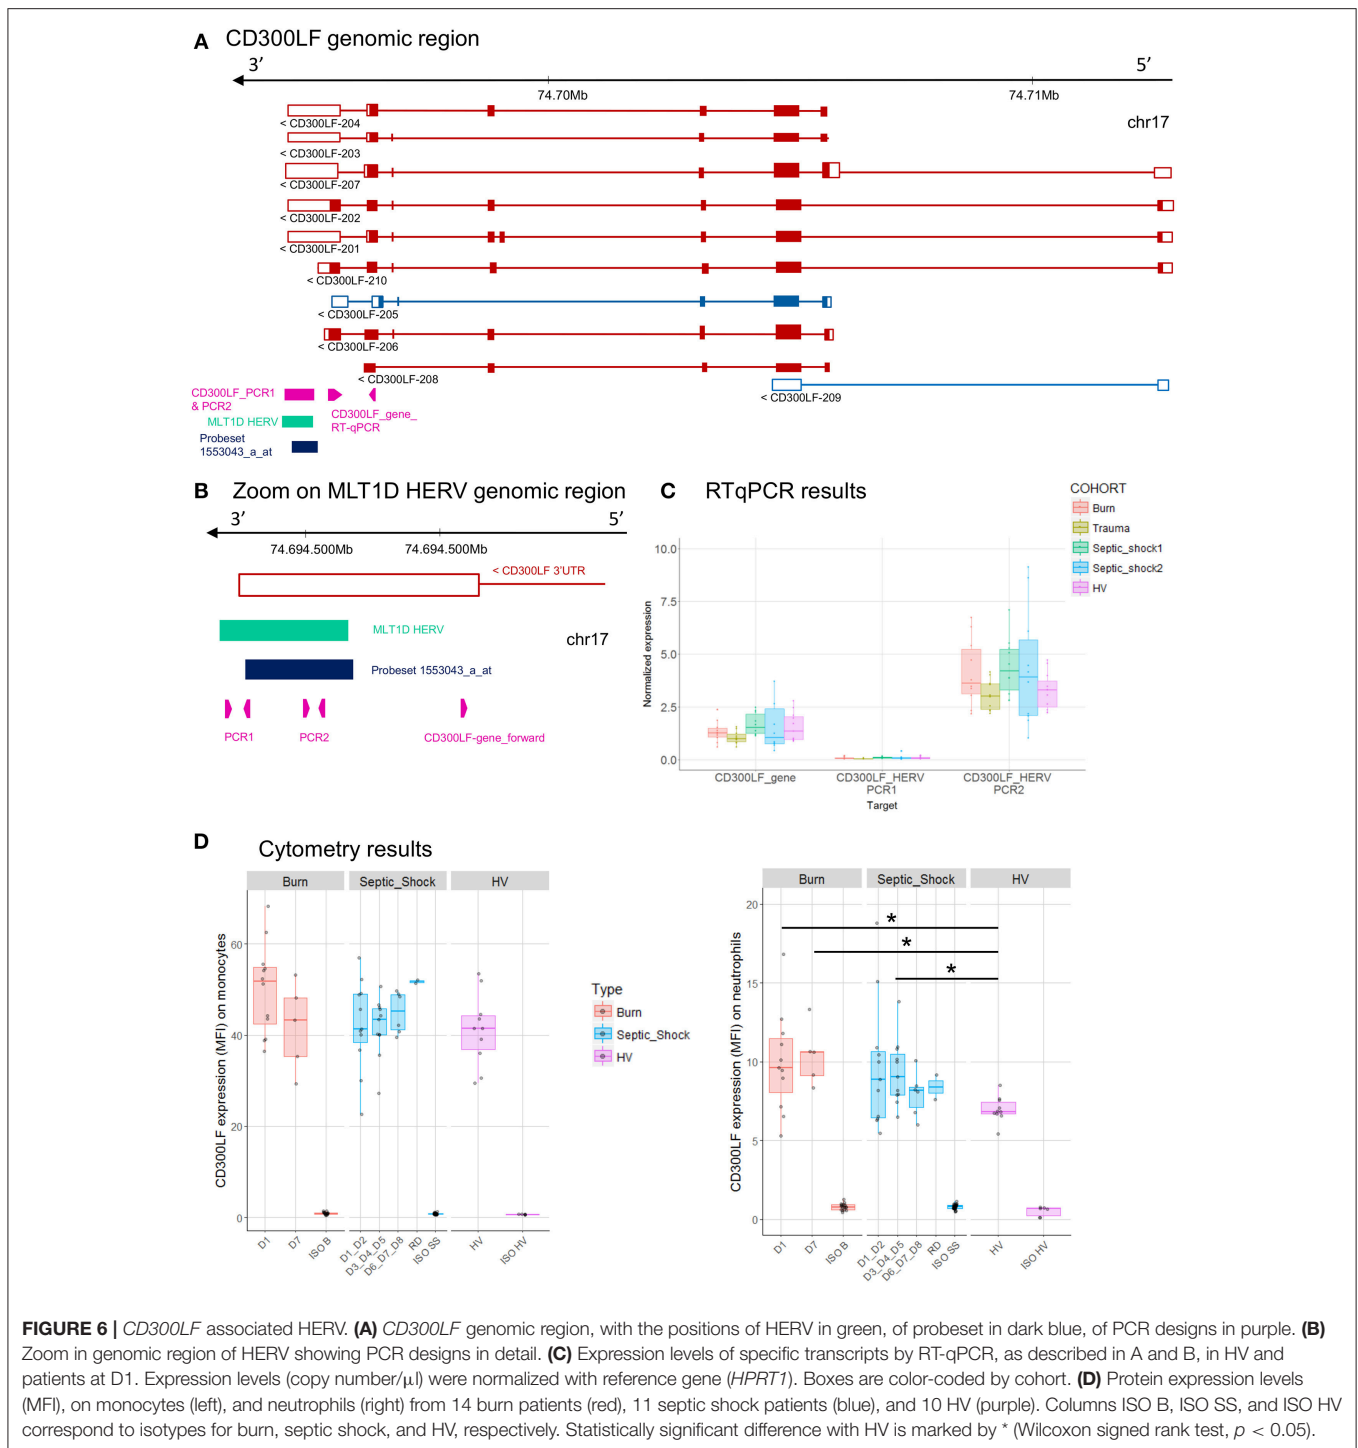 A CD300LF genomic region
3’ 5’
74.70Mb 74.71Mb
chr17
< CD300LF-204
< CD300LF-203
< CD300LF-207
< CD300LF-202
< CD300LF-201
< CD300LF-210
< CD300LF-205
< CD300LF-206
< CD300LF-208
< CD300LF-209
CD300LF_PCR1
& PCR2
CD300LF_gene_
RT-qPCR
MLT1D HERV
Probeset
1553043_a_at
B Zoom on MLT1D HERV genomic region
3’ 5’
74.694.500Mb 74.694.500Mb
< CD300LF 3’UTR
MLT1D HERV
chr17
Probeset 1553043_a_at
PCR1 PCR2 CD300LF-gene_forward
C RTqPCR results
COHORT
Burn
Trauma
Septic_shock1
Septic_shock2
HV
Normalized expression
10.0
7.5
5.0
2.5
0.0
CD300LF_gene CD300LF_HERV CD300LF_HERV
PCR1 PCR2
Target
D Cytometry results
Burn Septic_Shock HV
CD300LF expression (MFI) on monocytes
60
40
20
0
D1 D7 ISO B D1_D2 D3_D4_D5 D6_D7_D8 RD ISO SS HV ISO HV
Type
Burn
Septic_Shock
HV
Burn Septic_Shock HV
CD300LF expression (MFI) on neutrophils
20
15
10
5
0
*
*
*
D1 D7 ISO B D1_D2 D3_D4_D5 D6_D7_D8 RD ISO SS HV ISO HV
FIGURE 6 | CD300LF associated HERV. (A) CD300LF genomic region, with the positions of HERV in green, of probeset in dark blue, of PCR designs in purple. (B)
Zoom in genomic region of HERV showing PCR designs in detail. (C) Expression levels of specific transcripts by RT-qPCR, as described in A and B, in HV and
patients at D1. Expression levels (copy number/µl) were normalized with reference gene (HPRT1). Boxes are color-coded by cohort. (D) Protein expression levels
(MFI), on monocytes (left), and neutrophils (right) from 14 burn patients (red), 11 septic shock patients (blue), and 10 HV (purple). Columns ISO B, ISO SS, and ISO HV
correspond to isotypes for burn, septic shock, and HV, respectively. Statistically significant difference with HV is marked by * (Wilcoxon signed rank test, p < 0.05).